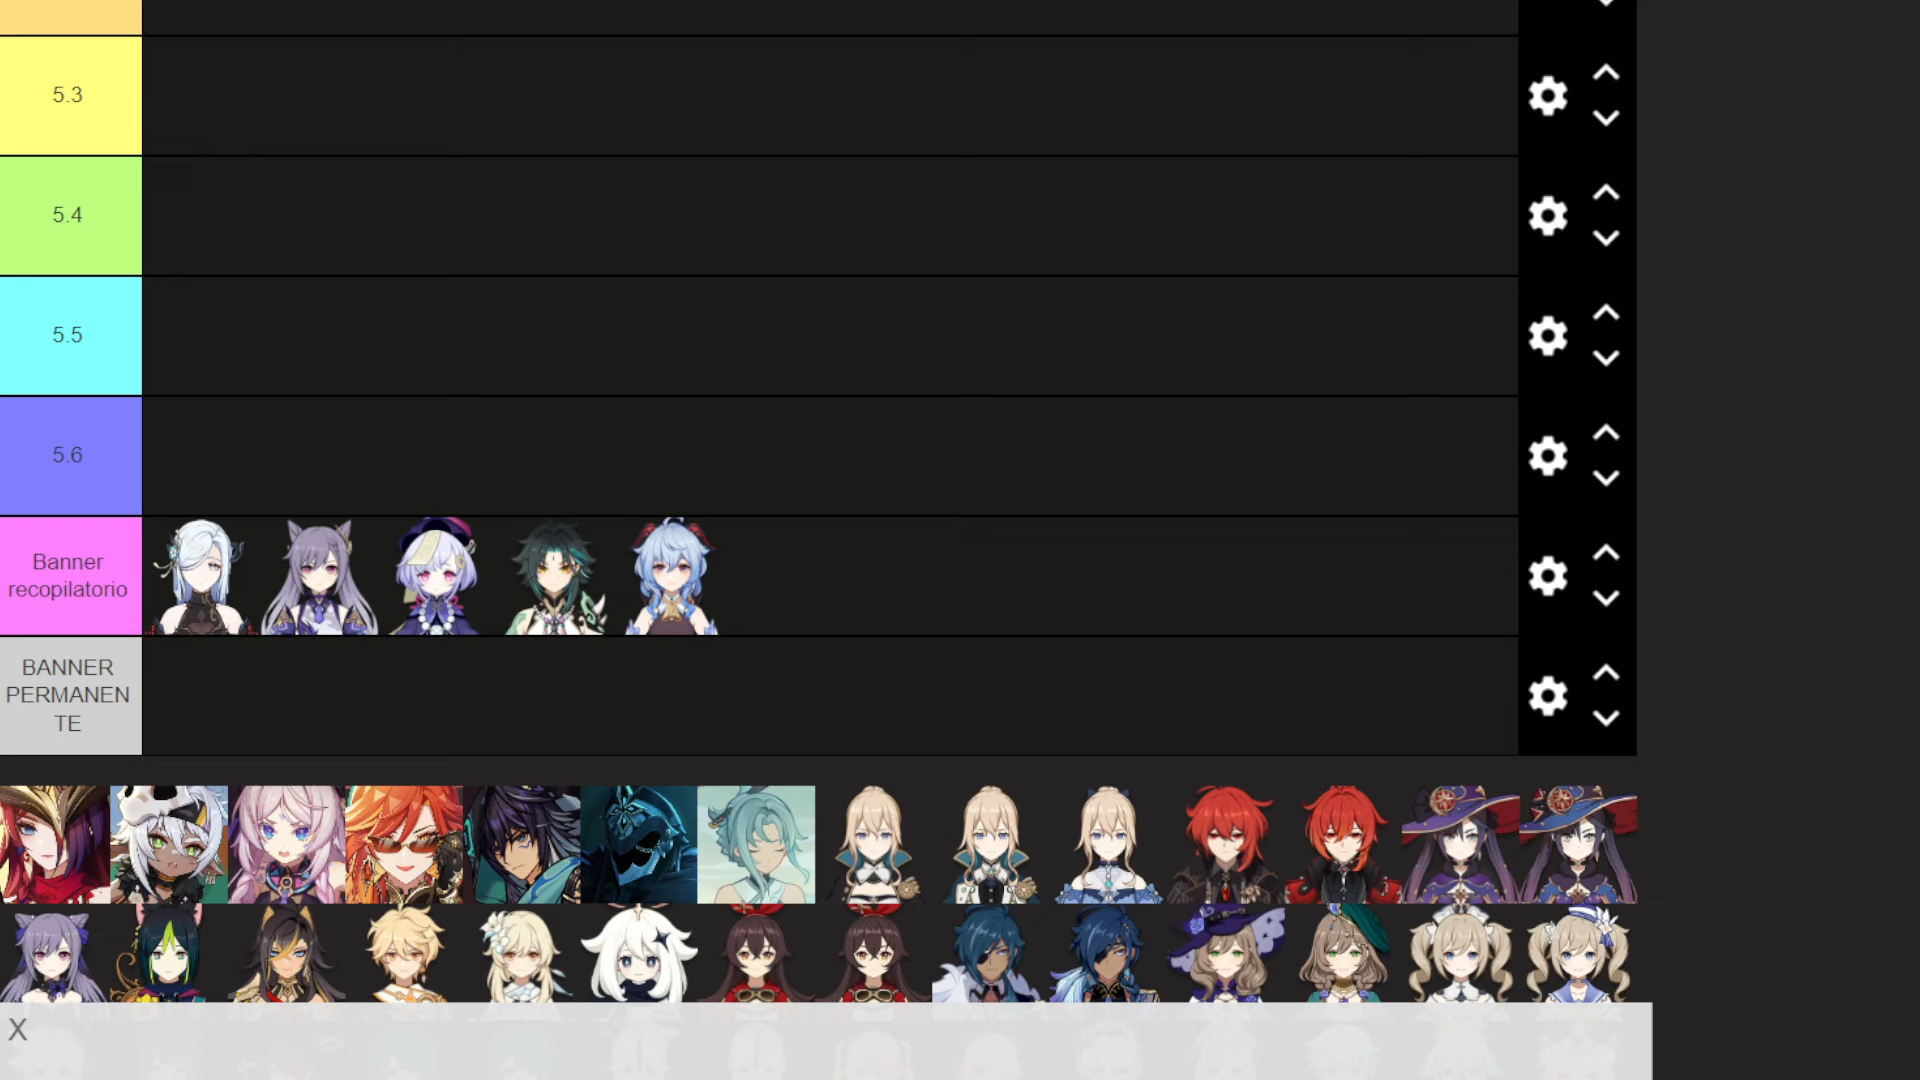 5.3
5.4
5.5
5.6
Banner
recopilatorio
BANNER
PERMANEN
TE
X